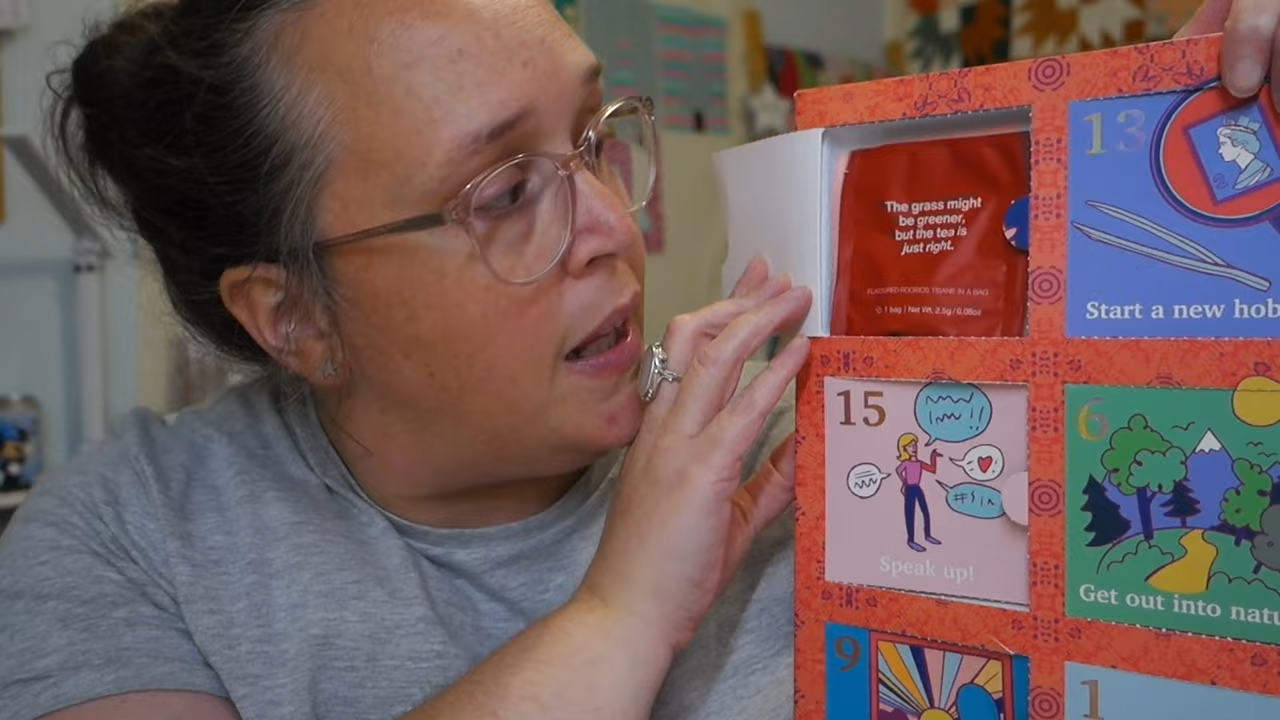 The grass might
be greener,
but the tea is
just right.
FLAVOURED ROOIBOS TISANE IN A BAG
1 bag | Net Wt. 2.5g / 0.08oz
13
Start a new hob
15
Speak up!
6
Get out into natu
9
1